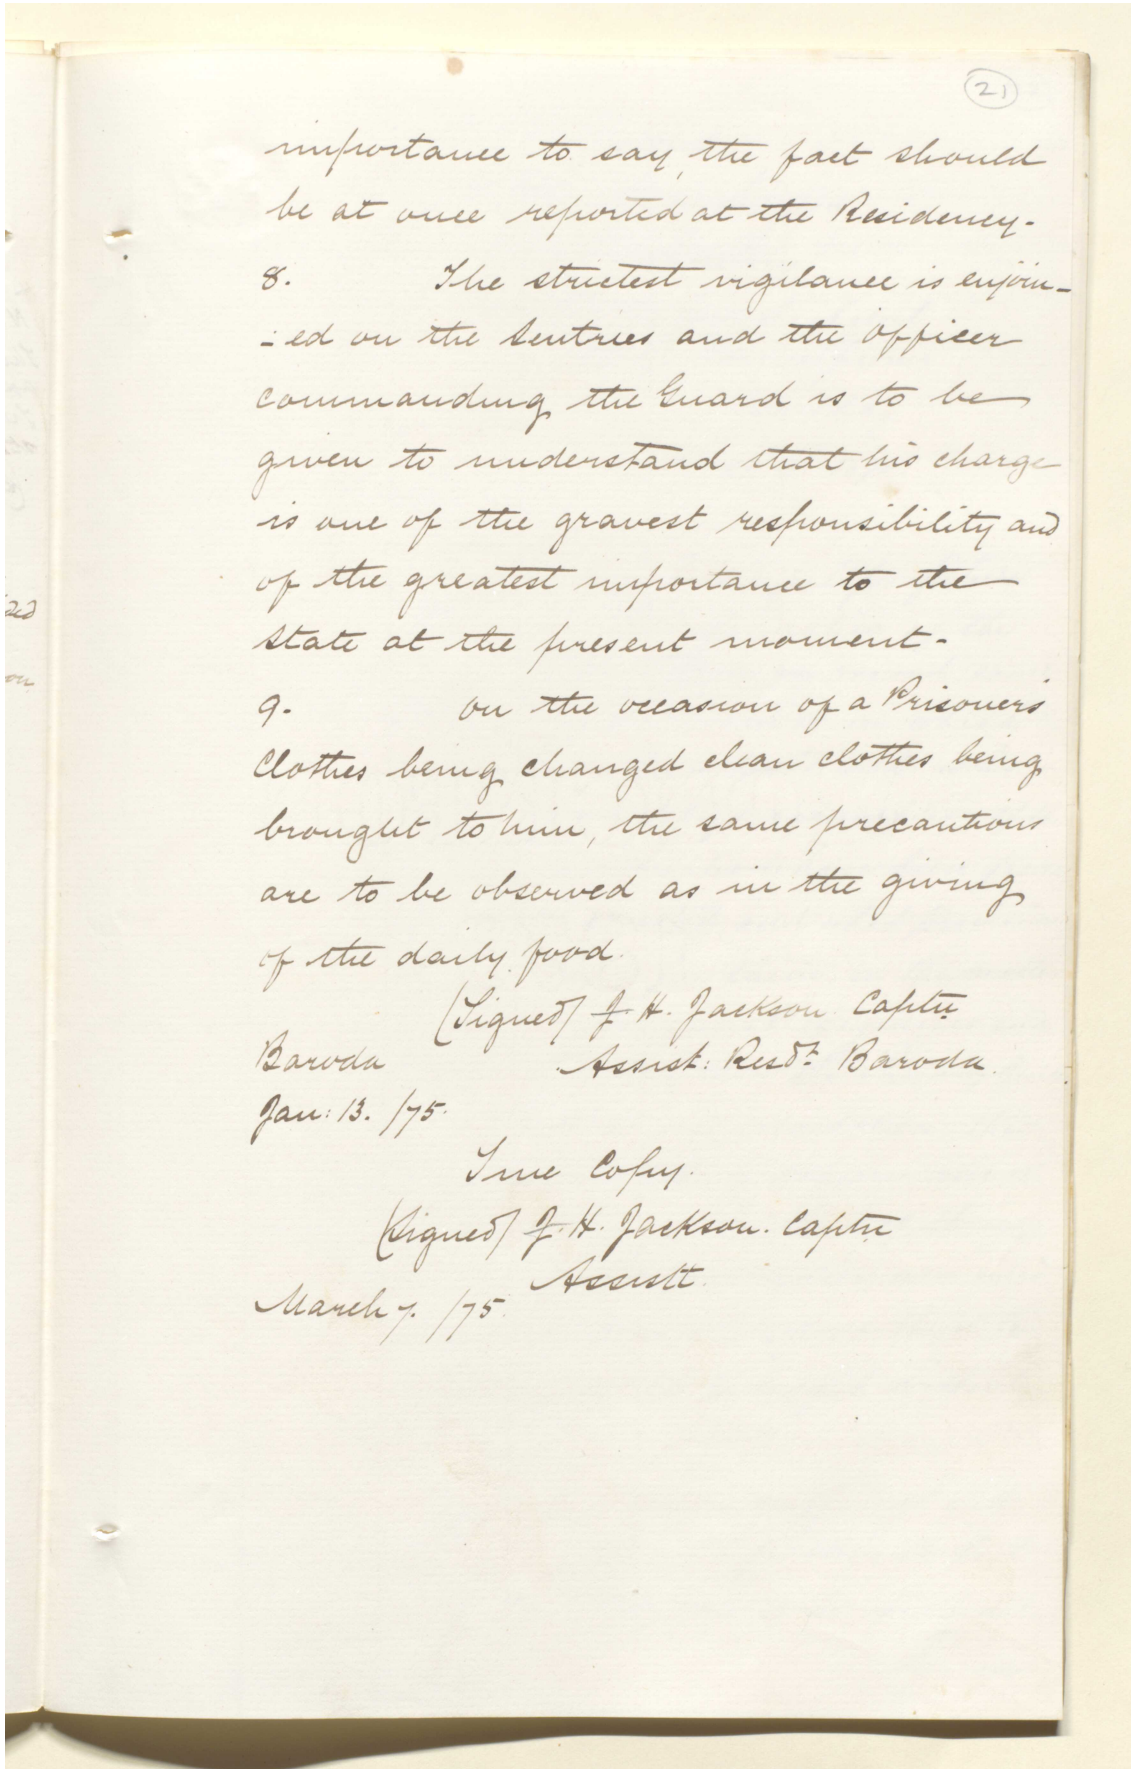 21
importance to say, the fact should
be at once reported at the Residency-
8. The strictest vigilance is enjoin-
-ed on the Sentries and the Officer
Commanding the Guard is to be
given to understand that his charge
is one of the gravest responsibility and
of the greatest importance to the
State at the present moment-
9. On the occasion of a Prisoner's
Clothes being changed clean clothes being
brought to him, the same precautions
are to be observed as in the giving
of the daily food.
(Signed) J. H. Jackson Captn
Baroda Assist: Resdt. Baroda.
Jan: 13. /75.
True Copy.
(Signed) J. H. Jackson. Captn
Assistt.
March 7. /75.